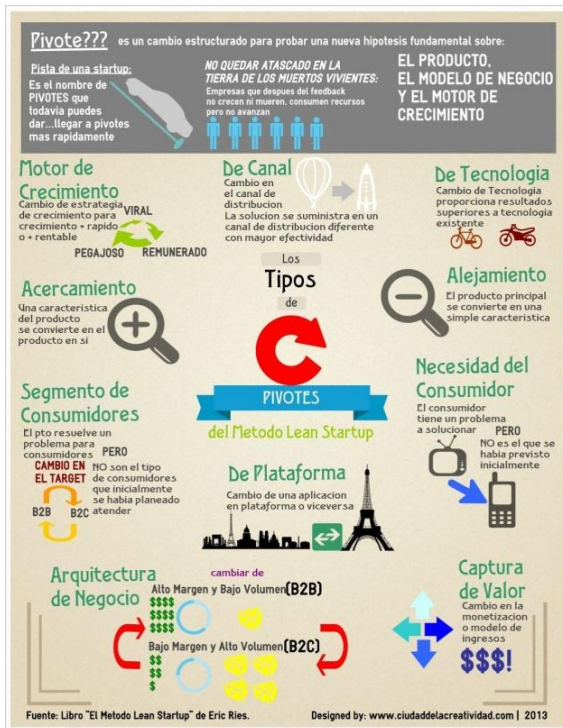 Pivote??? es un cambio estructurado para probar una nueva hipotesis fundamental sobre:
Pista de una startup:
Es el nombre de
PIVOTES que
todavia puedes
dar...llegar a pivotes
mas rapidamente
NO QUEDAR ATASCADO EN LA
TIERRA DE LOS MUERTOS VIVIENTES:
Empresas que despues del feedback
no crecen ni mueren, consumen recursos
pero no avanzan
EL PRODUCTO,
EL MODELO DE NEGOCIO
Y EL MOTOR DE
CRECIMIENTO
Motor de
Crecimiento
Cambio de estrategia
de crecimiento para
crecimiento + rapido
o + rentable
VIRAL
PEGAJOSO
REMUNERADO
De Canal
Cambio en
el canal de
distribucion
La solucion se suministra en un
canal de distribucion diferente
con mayor efectividad
De Tecnologia
Cambio de Tecnologia
proporciona resultados
superiores a tecnologia
existente
Los
Tipos
de
PIVOTES
del Metodo Lean Startup
Acercamiento
Una caracteristica
del producto
se convierte en el
producto en si
Alejamiento
El producto principal
se convierte en una
simple caracteristica
Segmento de
Consumidores
El pto resuelve un
problema para
consumidores
PERO
CAMBIO EN
EL TARGET
B2B
B2C
NO son el tipo
de consumidores
que inicialmente
se habia planeado
atender
Necesidad del
Consumidor
El consumidor
tiene un problema
a solucionar
PERO
NO es el que se
habia previsto
inicialmente
De Plataforma
Cambio de una aplicacion
en plataforma o viceversa
Arquitectura
de Negocio
cambiar de
Alto Margen y Bajo Volumen(B2B)
$$$$
$$$$
$$$$
Bajo Margen y Alto Volumen(B2C)
$$
$$
$
Captura
de Valor
Cambio en la
monetizacion
o modelo de
ingresos
$$$!
Fuente: Libro "El Metodo Lean Startup" de Eric Ries.
Designed by: www.ciudaddelacreatividad.com | 2013